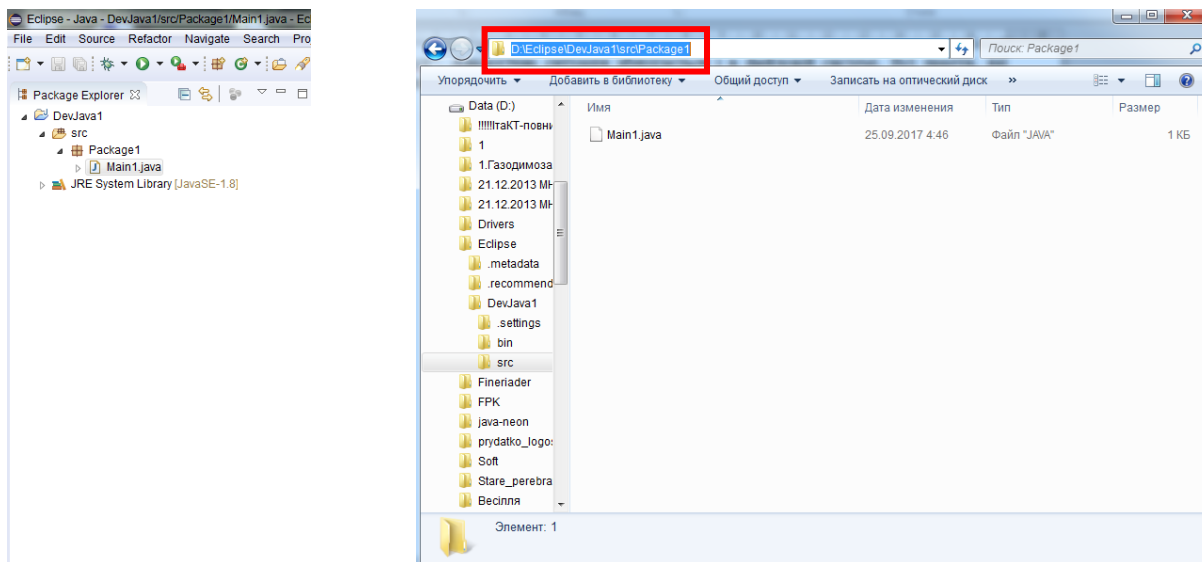 Eclipse - Java - DevJava1/src/Package1/Main1.java - Ec
File Edit Source Refactor Navigate Search Pro
Package Explorer
DevJava1
src
Package1
Main1.java
JRE System Library [JavaSE-1.8]
D:\Eclipse\DevJava1\src\Package1
Поиск: Package1
Упорядочить
Добавить в библиотеку
Общий доступ
Записать на оптический диск
»
Data (D:)
!!!!!ІтаКТ-повни
1
1.Газодимоза
21.12.2013 МН
21.12.2013 МН
Drivers
Eclipse
.metadata
.recommend
DevJava1
.settings
bin
src
Fineriader
FPK
java-neon
prydatko_logo
Soft
Stare_perebra
Весілля
Имя
Дата изменения
Тип
Размер
Main1.java
25.09.2017 4:46
Файл "JAVA"
1 КБ
Элемент: 1